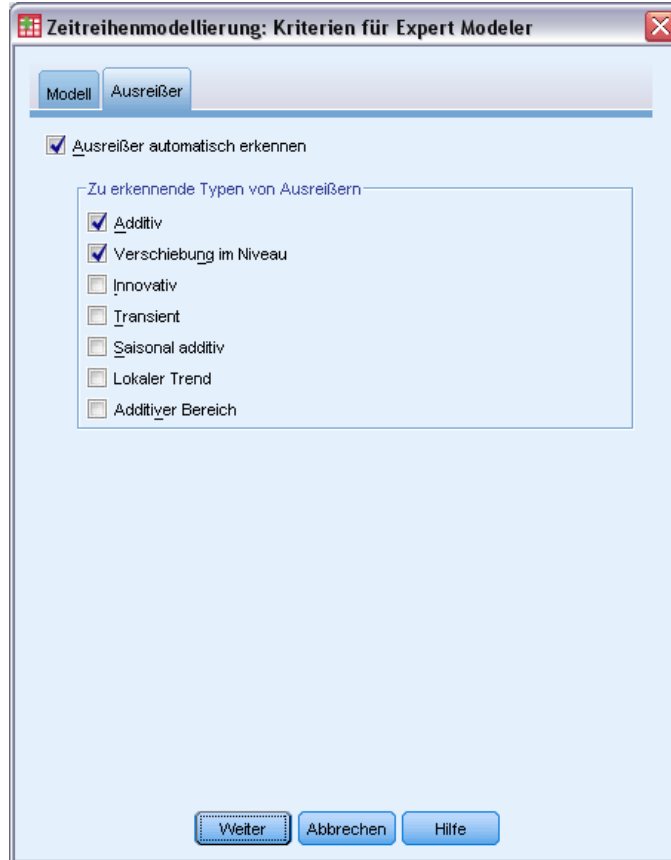 Zeitreihenmodellierung: Kriterien für Expert Modeler
Modell
Ausreißer
Ausreißer automatisch erkennen
Zu erkennende Typen von Ausreißern
Additiv
Verschiebung im Niveau
Innovativ
Transient
Saisonal additiv
Lokaler Trend
Additiver Bereich
Weiter
Abbrechen
Hilfe